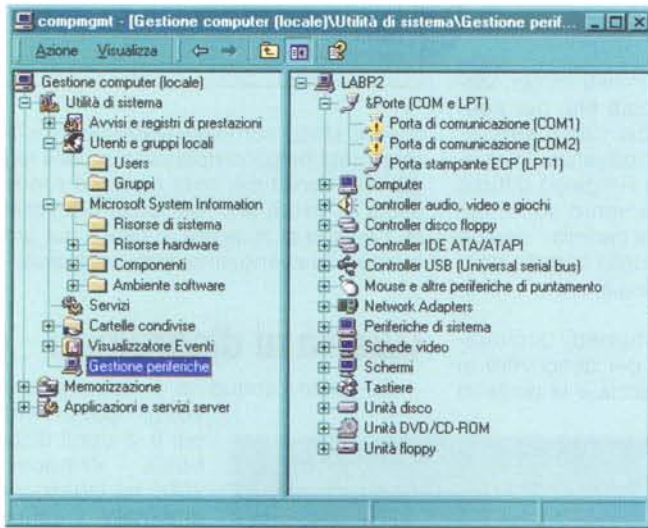 compmgmt - [Gestione computer (locale)\Utilità di sistema\Gestione perif...
Azione Visualizza
Gestione computer (locale)
Utilità di sistema
Avvisi e registri di prestazioni
Utenti e gruppi locali
Users
Gruppi
Microsoft System Information
Risorse di sistema
Risorse hardware
Componenti
Ambiente software
Servizi
Cartelle condivise
Visualizzatore Eventi
Gestione periferiche
Memorizzazione
Applicazioni e servizi server
LABP2
&Porte (COM e LPT)
Porta di comunicazione (COM1)
Porta di comunicazione (COM2)
Porta stampante ECP (LPT1)
Computer
Controller audio, video e giochi
Controller disco floppy
Controller IDE ATA/ATAPI
Controller USB (Universal serial bus)
Mouse e altre periferiche di puntamento
Network Adapters
Periferiche di sistema
Schede video
Schermi
Tastiere
Unità disco
Unità DVD/CD-ROM
Unità floppy